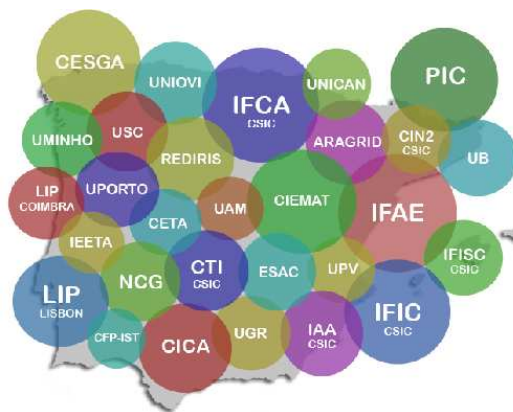 CESGA
UNIOVI
IFCA
CSIC
UNICAN
PIC
UMINHO
USC
REDIRIS
ARAGRID
CIN2
CSIC
UB
LIP
COIMBRA
UPORTO
CETA
UAM
CIEMAT
IFAE
IEETA
NCG
CTI
CSIC
ESAC
UPV
IFISC
CSIC
LIP
LISBON
CFP-IST
CICA
UGR
IAA
CSIC
IFIC
CSIC